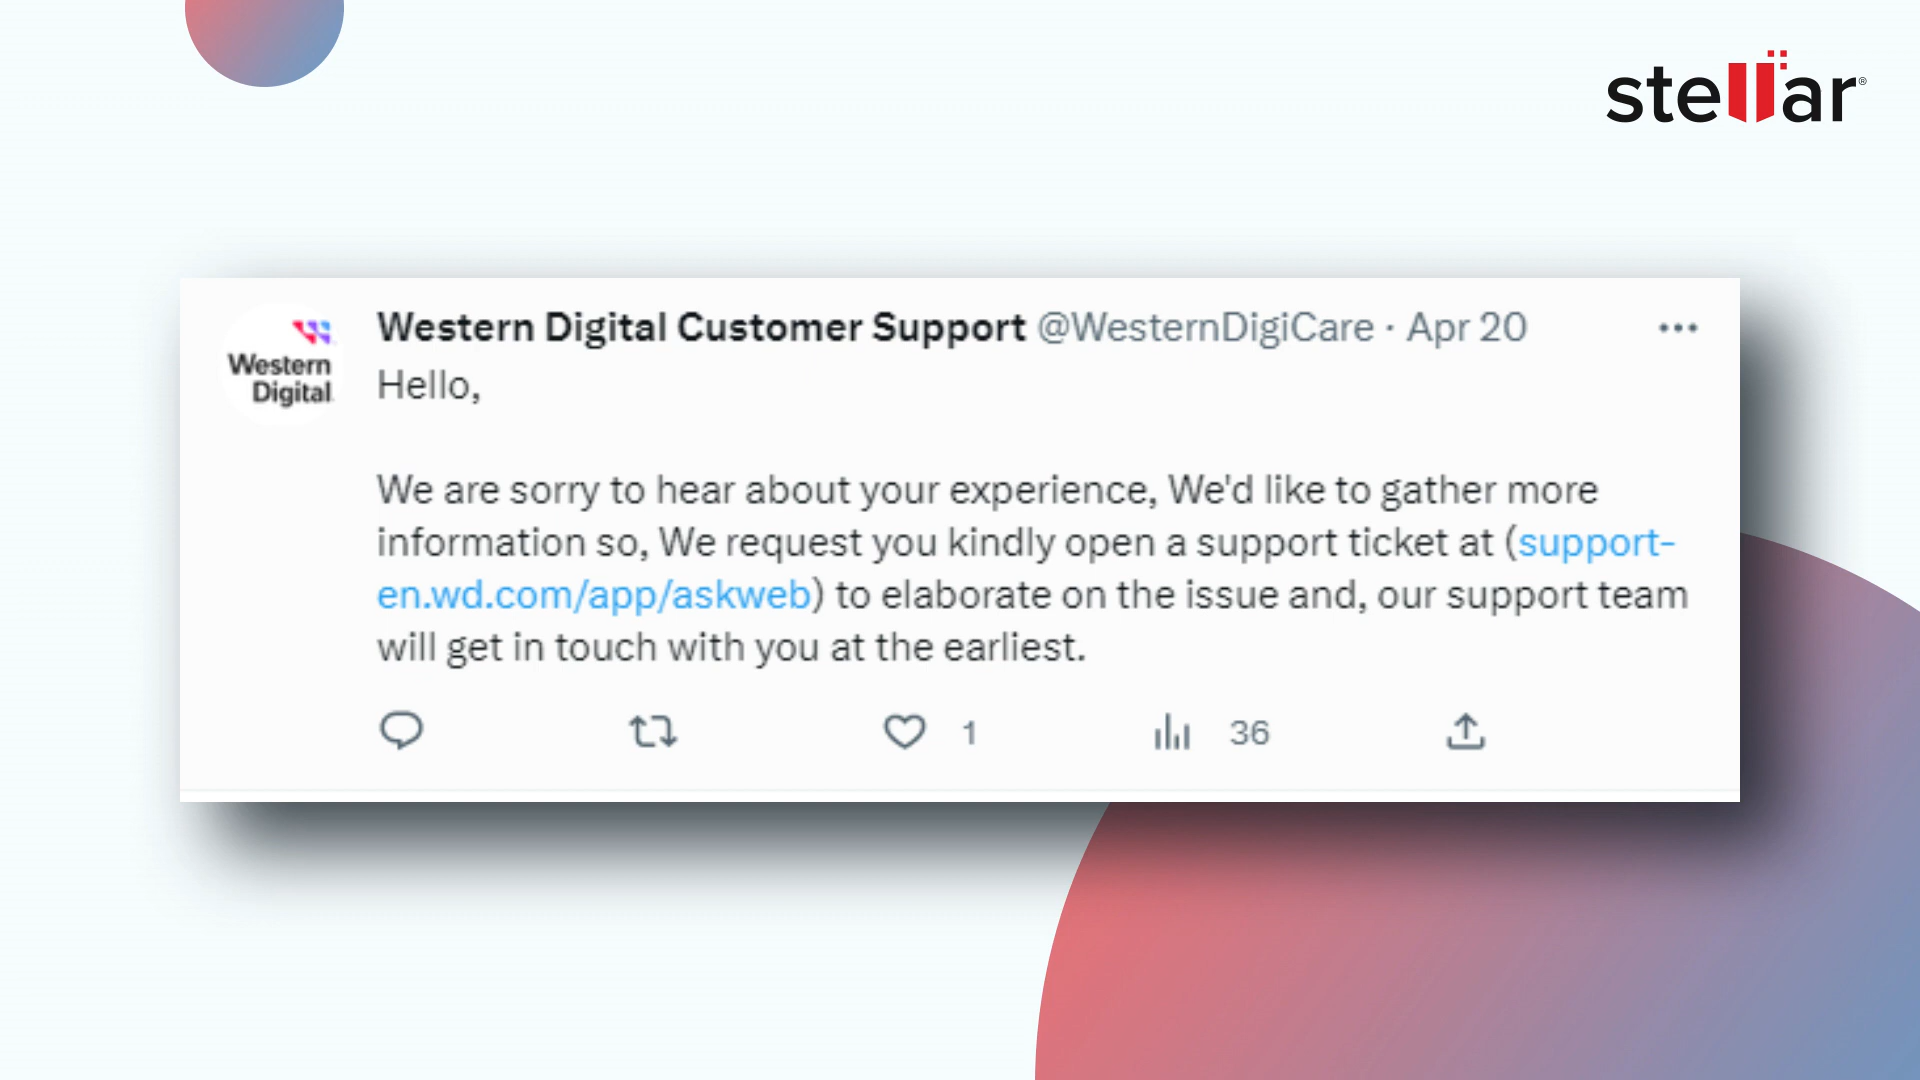 stellar®
Western Digital Customer Support @WesternDigiCare · Apr 20
Western
Digital
Hello,
We are sorry to hear about your experience, We'd like to gather more
information so, We request you kindly open a support ticket at (support-
en.wd.com/app/askweb) to elaborate on the issue and, our support team
will get in touch with you at the earliest.
1 36